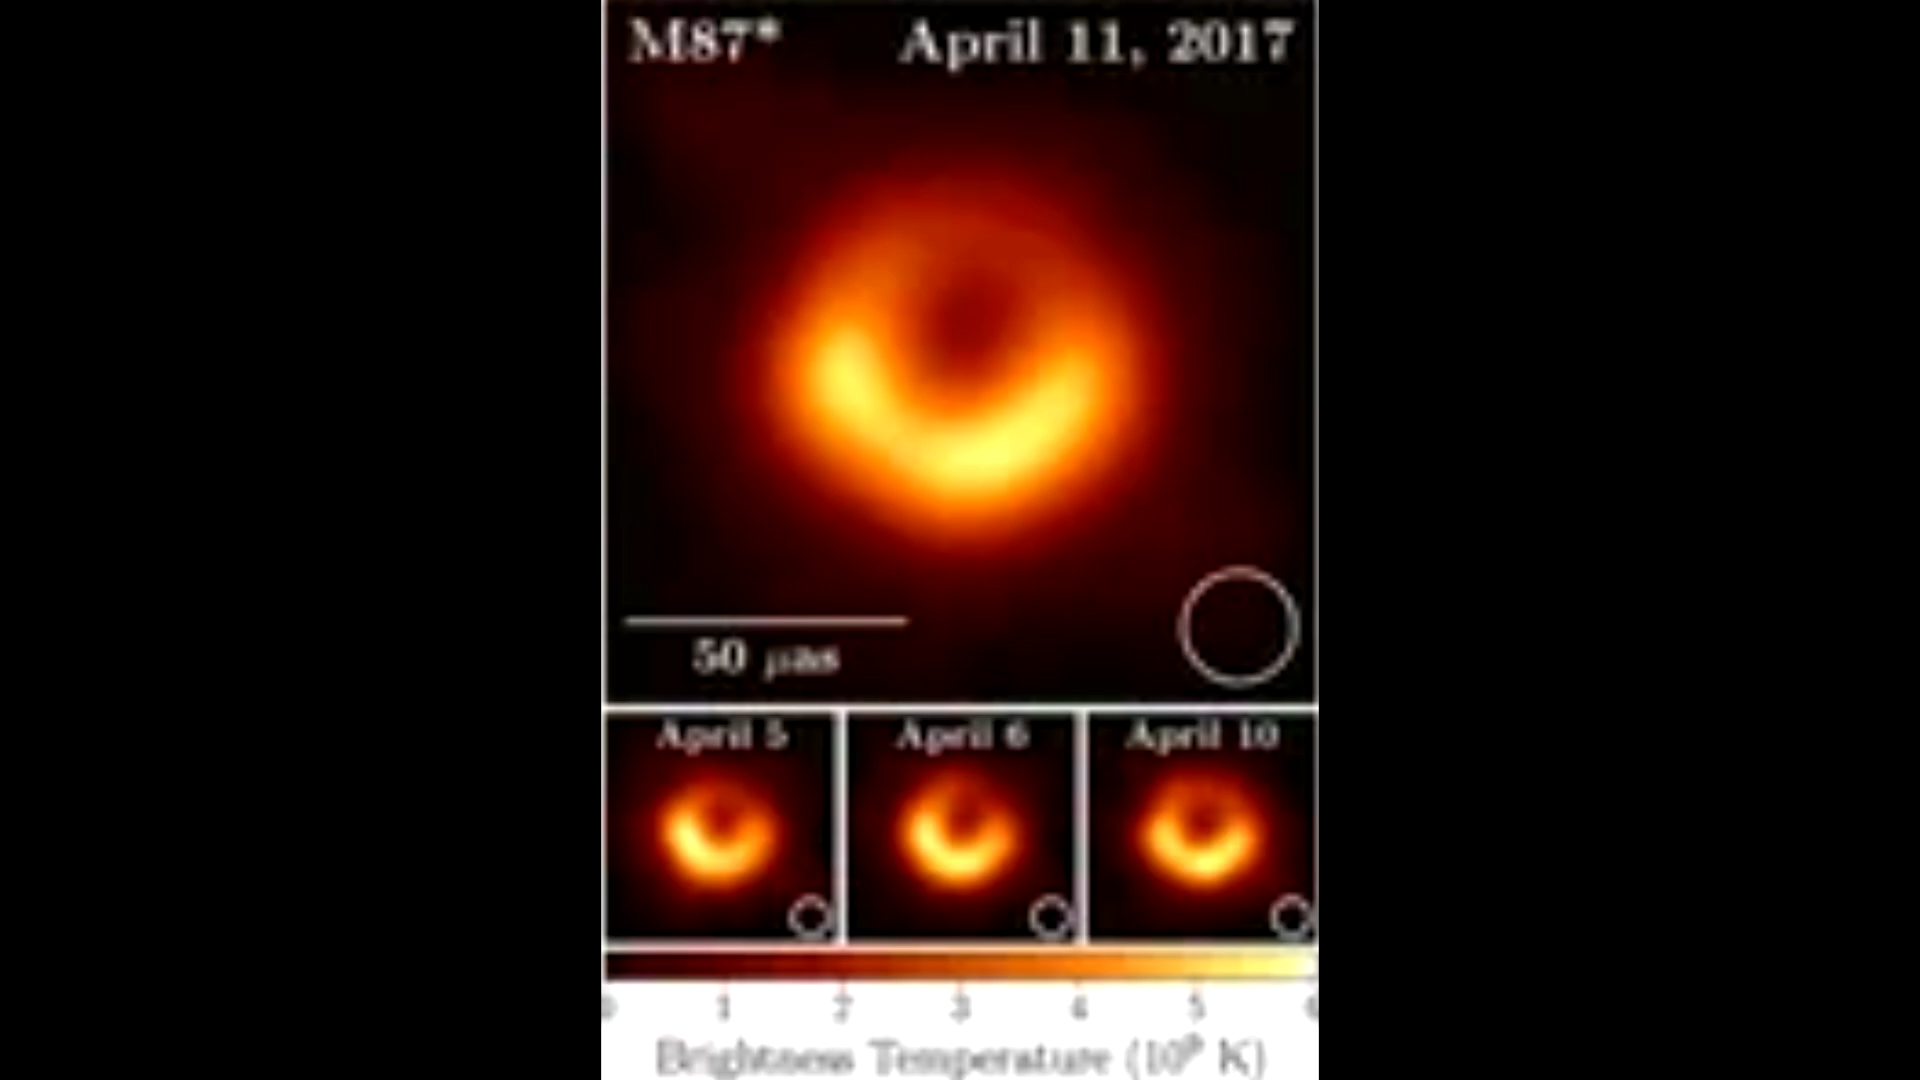 M87* April 11, 2017
50 μas
April 5 April 6 April 10
0 1 2 3 4 5 6
Brightness Temperature (10⁹ K)